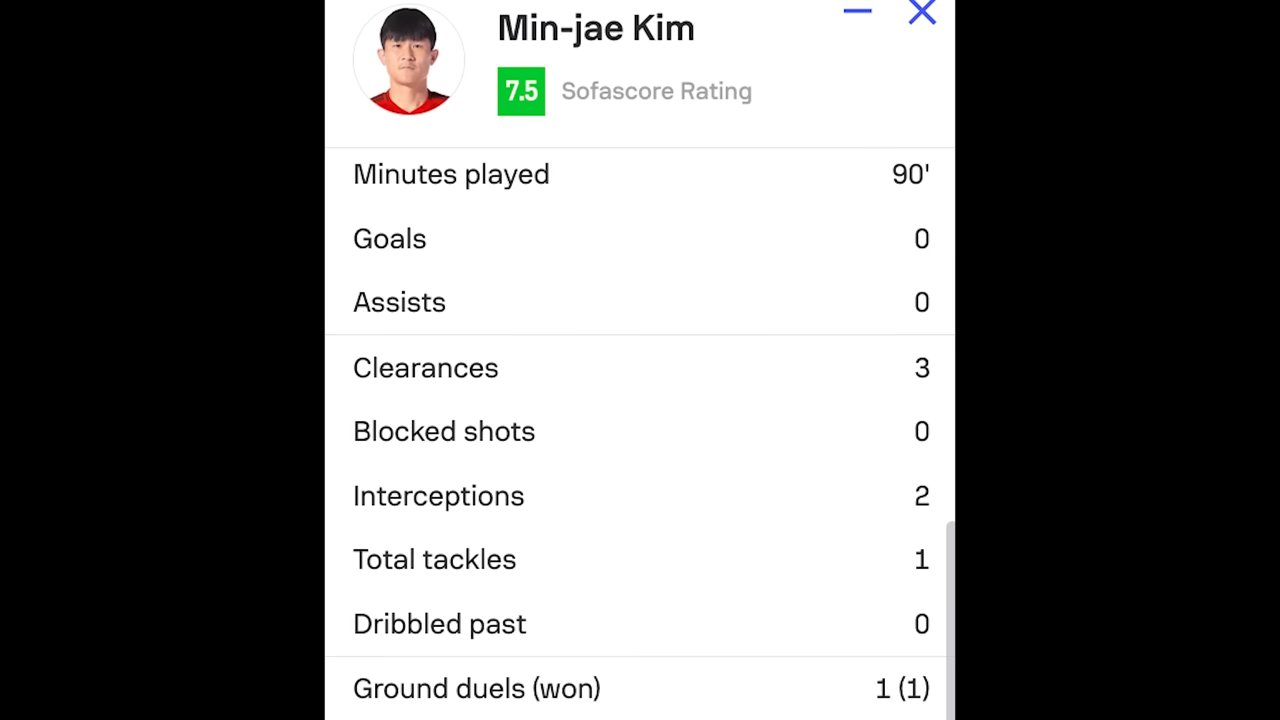 Min-jae Kim
7.5 Sofascore Rating
Minutes played 90'
Goals 0
Assists 0
Clearances 3
Blocked shots 0
Interceptions 2
Total tackles 1
Dribbled past 0
Ground duels (won) 1 (1)